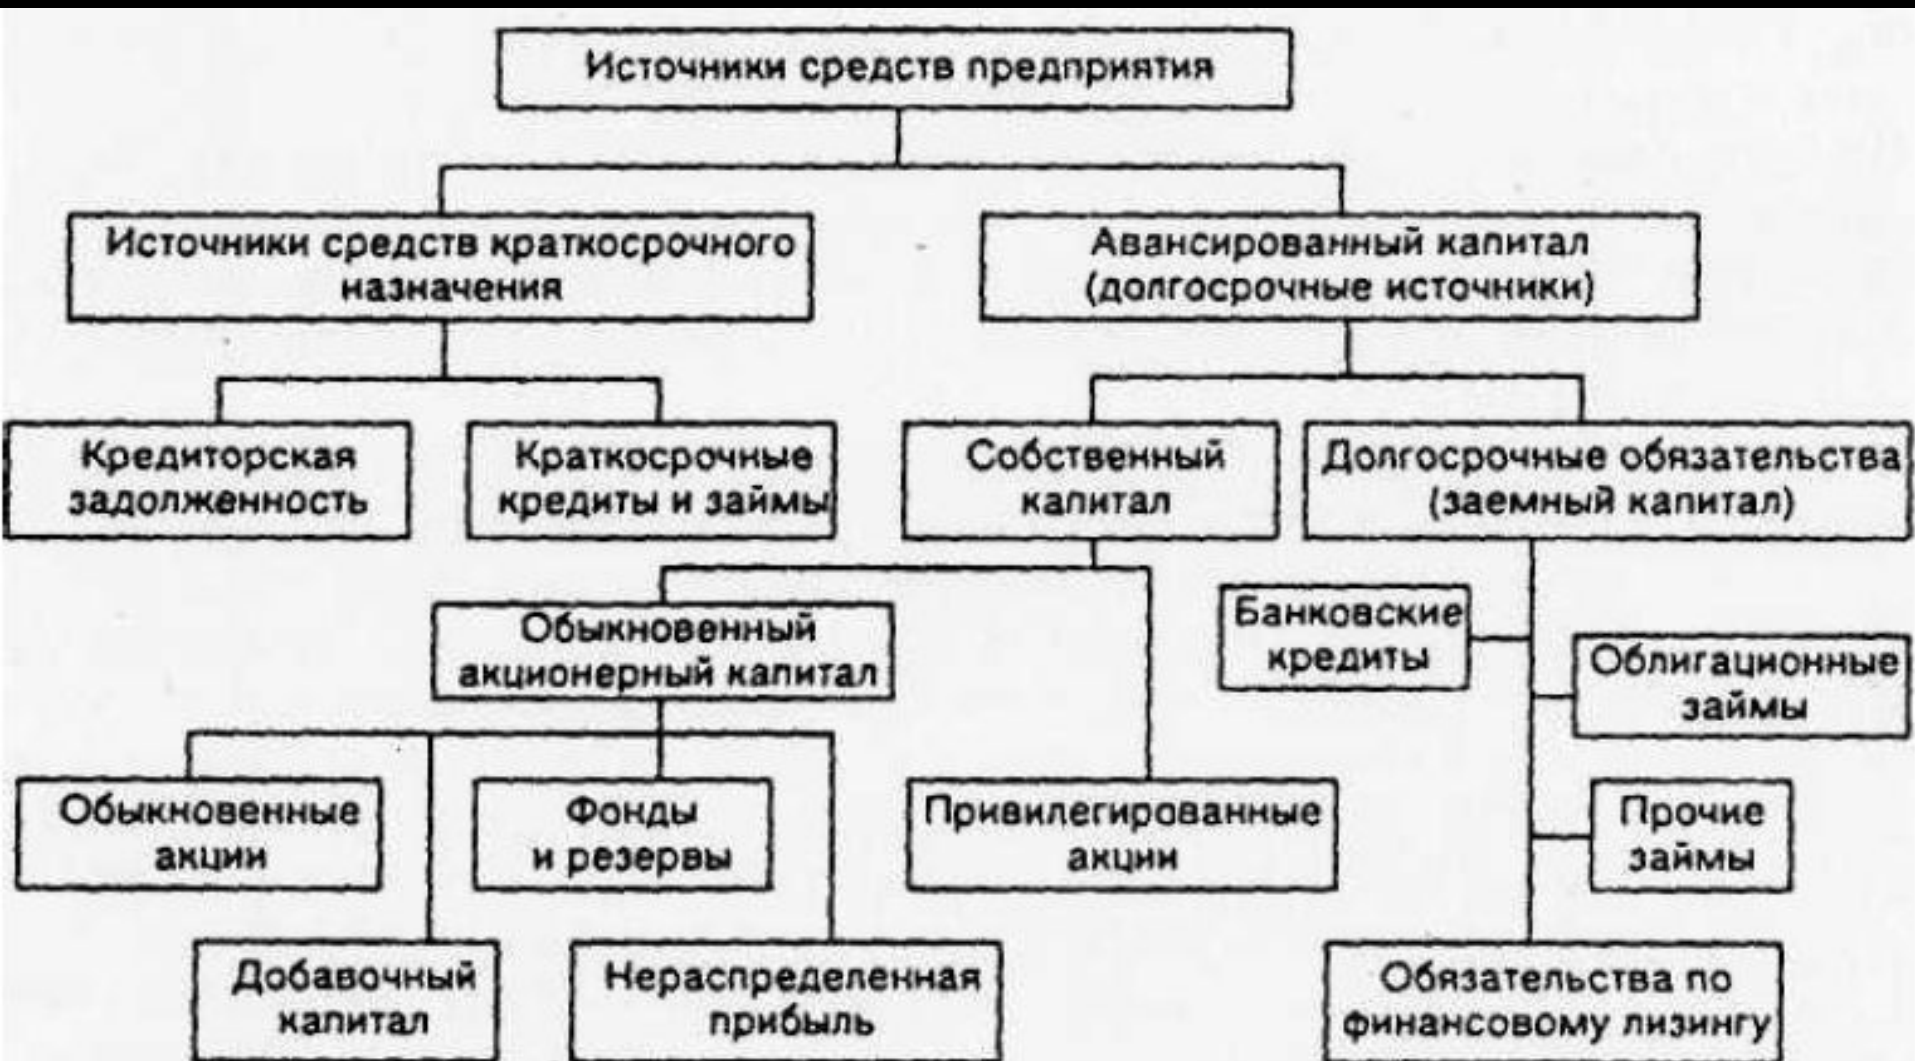 Источники средств предприятия
Источники средств краткосрочного
назначения
Авансированный капитал
(долгосрочные источники)
Кредиторская
задолженность
Краткосрочные
кредиты и займы
Собственный
капитал
Долгосрочные обязательства
(заемный капитал)
Обыкновенный
акционерный капитал
Банковские
кредиты
Облигационные
займы
Обыкновенные
акции
Фонды
и резервы
Привилегированные
акции
Прочие
займы
Добавочный
капитал
Нераспределенная
прибыль
Обязательства по
финансовому лизингу